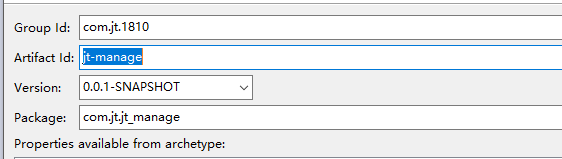 Group Id: com.jt.1810
Artifact Id: jt-manage
Version: 0.0.1-SNAPSHOT
Package: com.jt.jt_manage
Properties available from archetype: